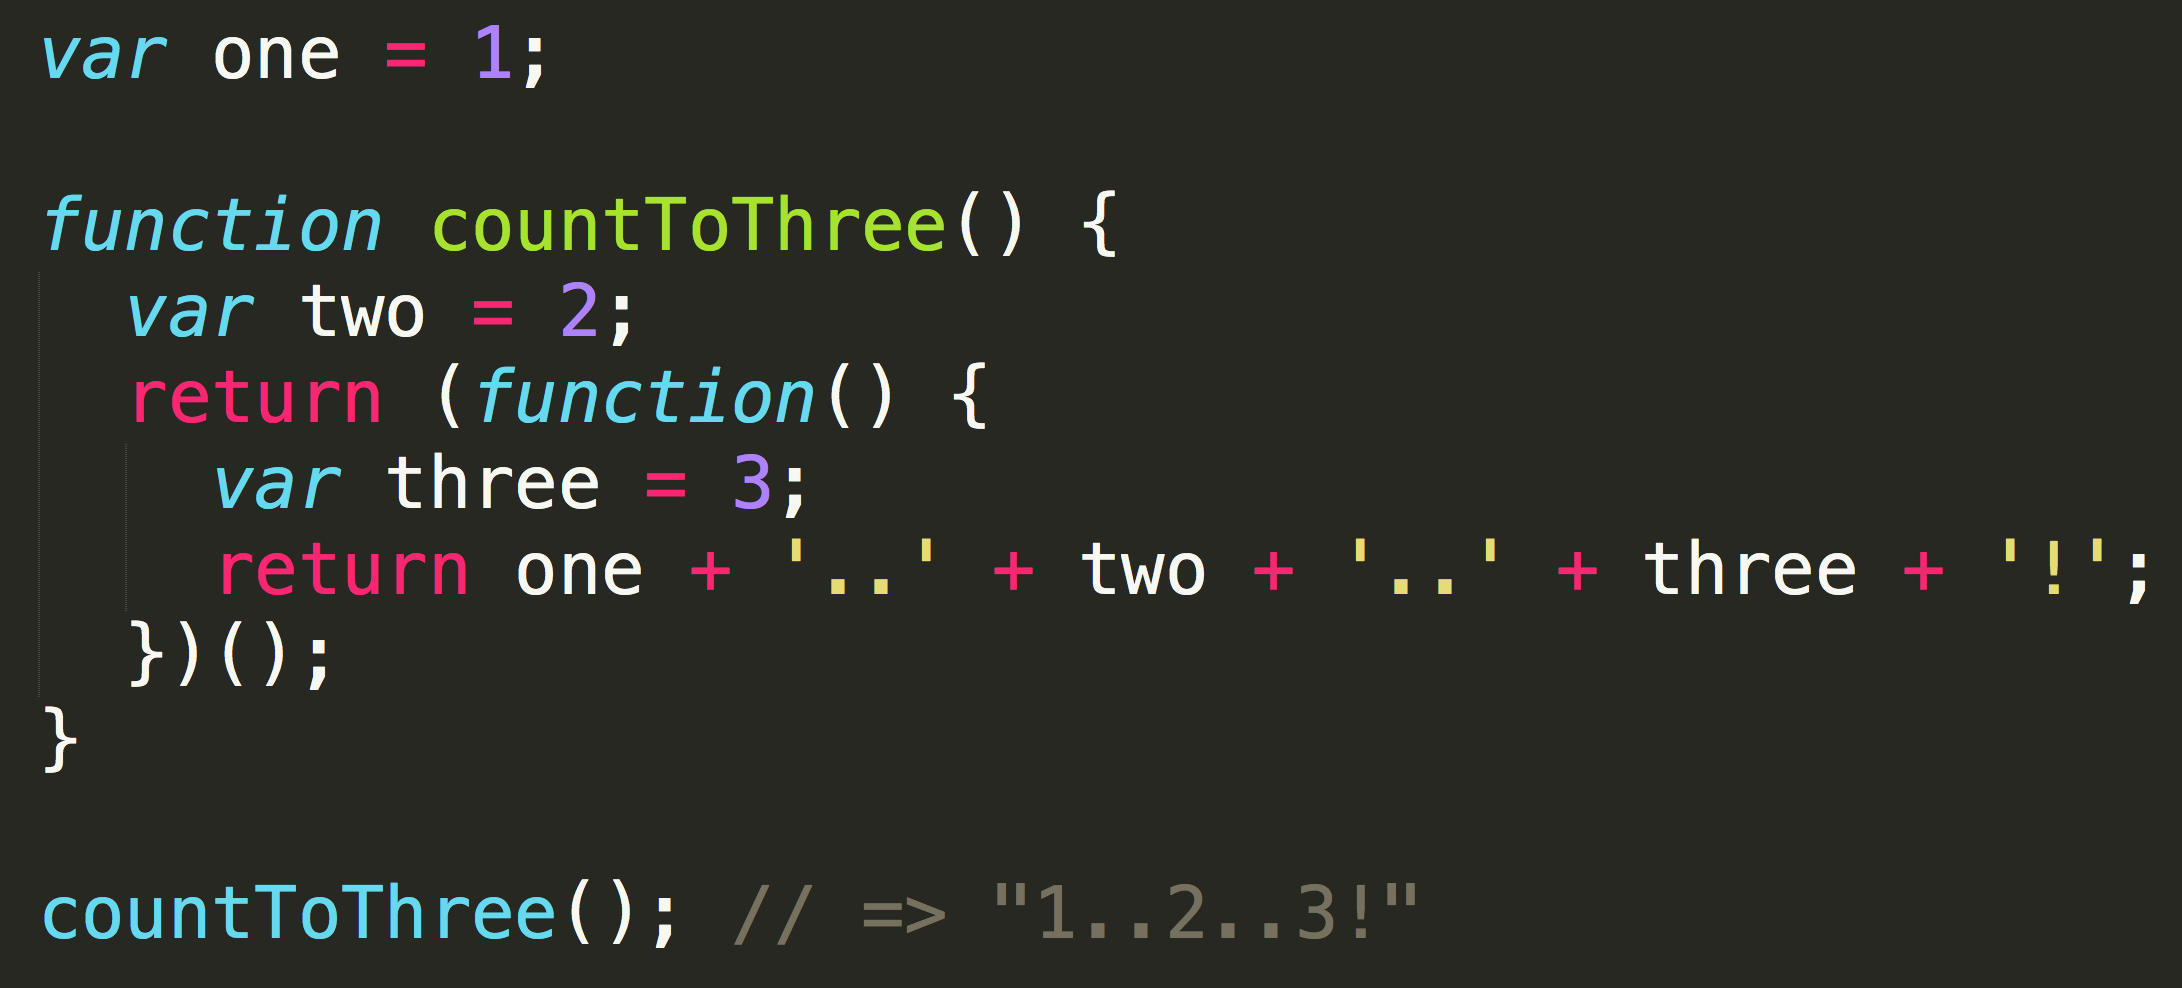 var one = 1;
function countToThree() {
  var two = 2;
  return (function() {
    var three = 3;
    return one + '..' + two + '..' + three + '!';
  })();
}
countToThree(); // => "1..2..3!"